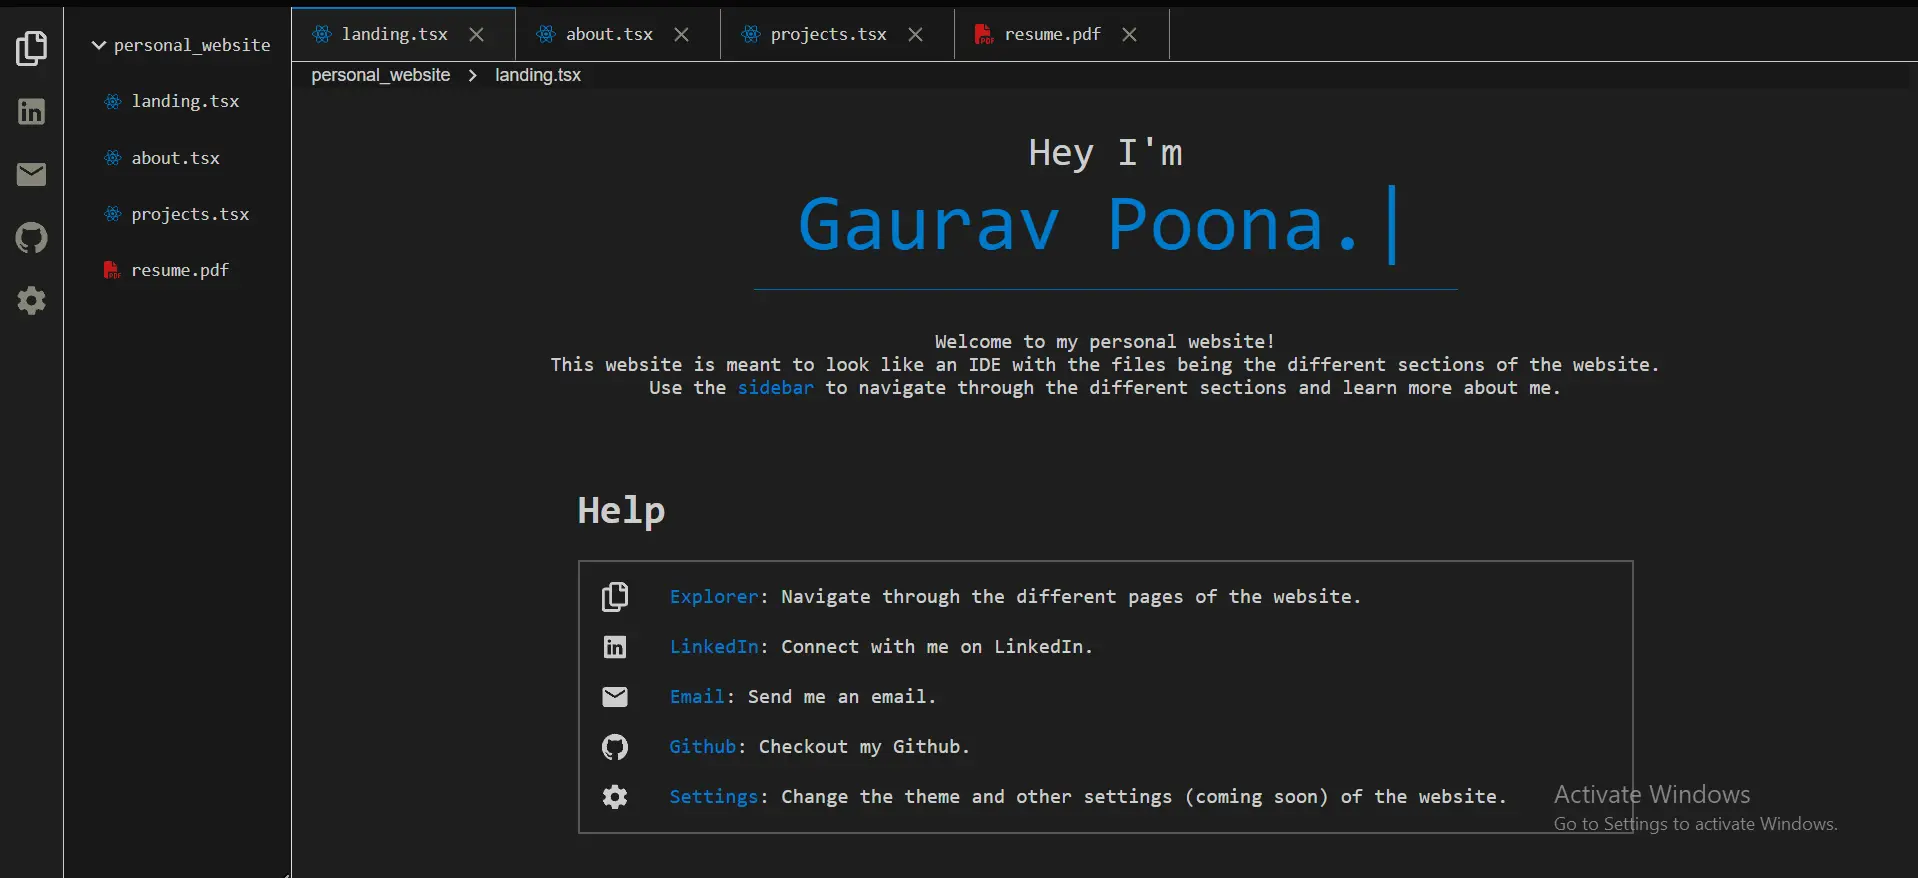 personal_website
landing.tsx
about.tsx
projects.tsx
resume.pdf
landing.tsx
about.tsx
projects.tsx
resume.pdf
personal_website > landing.tsx
Hey I'm
Gaurav Poona.
Welcome to my personal website!
This website is meant to look like an IDE with the files being the different sections of the website.
Use the sidebar to navigate through the different sections and learn more about me.
Help
Explorer: Navigate through the different pages of the website.
LinkedIn: Connect with me on LinkedIn.
Email: Send me an email.
Github: Checkout my Github.
Settings: Change the theme and other settings (coming soon) of the website.
Activate Windows
Go to Settings to activate Windows.